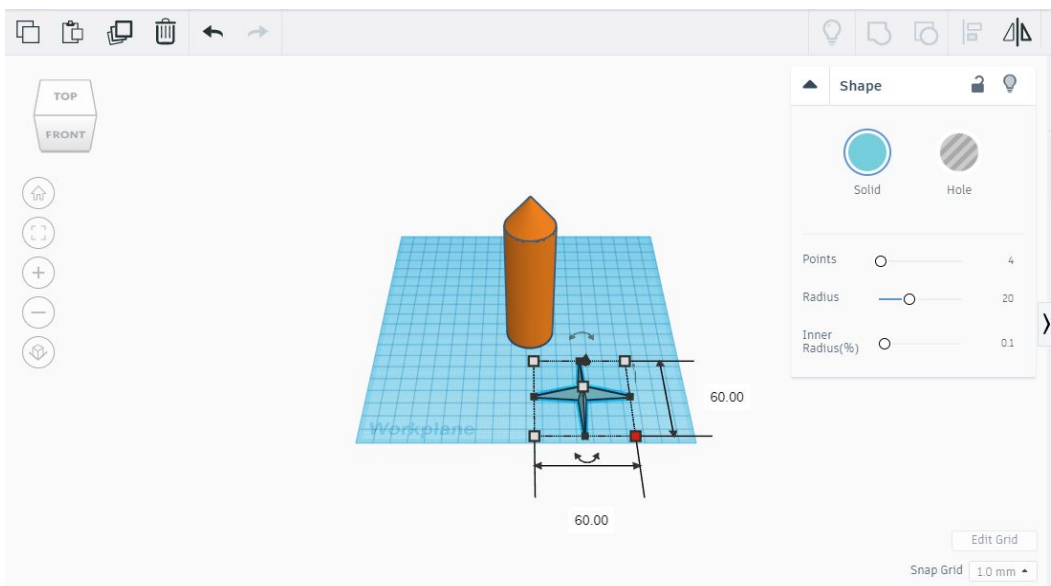 TOP
FRONT
Shape
Solid
Hole
Points
4
Radius
20
Inner
Radius(%)
0.1
60.00
Workplane
60.00
Edit Grid
Snap Grid
1.0 mm